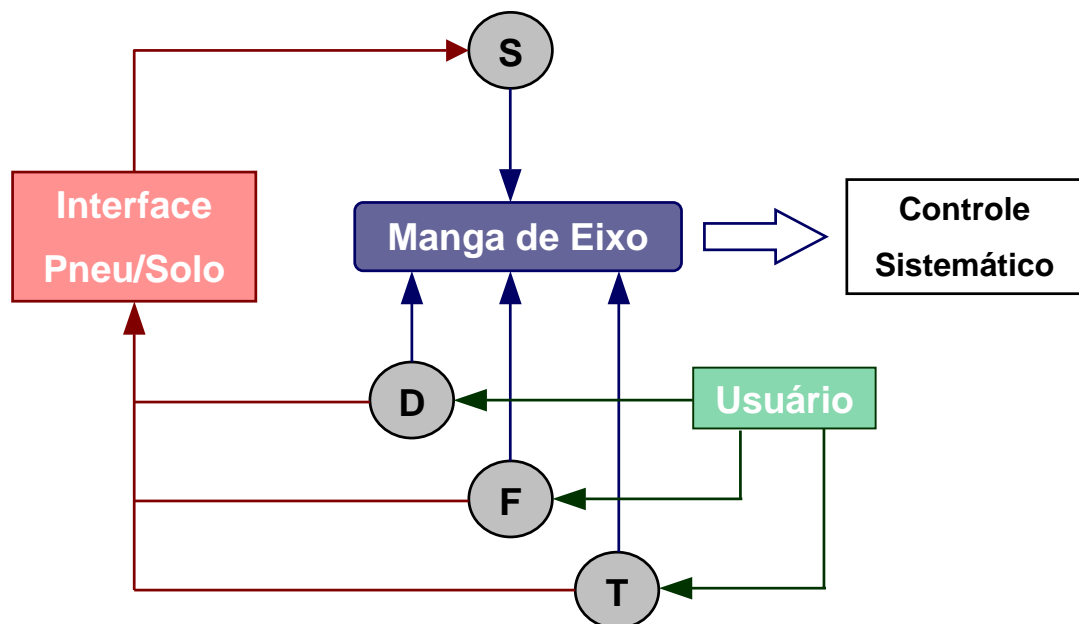 S
Interface
Pneu/Solo
Manga de Eixo
Controle
Sistemático
D
Usuário
F
T